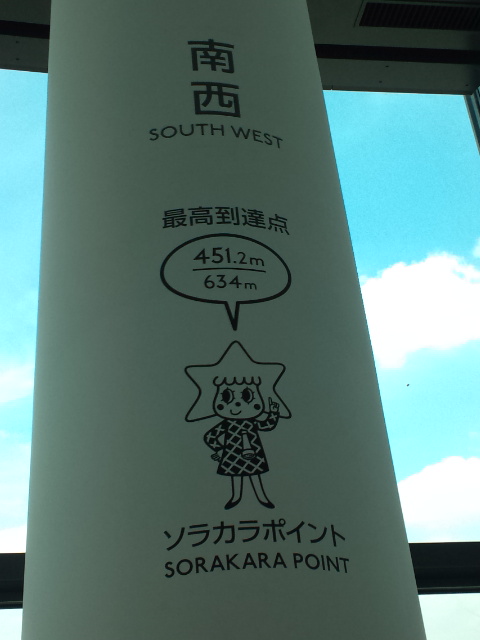 南
西
SOUTH WEST
最高到達点
451.2m
634m
ソラカラポイント
SORAKARA POINT